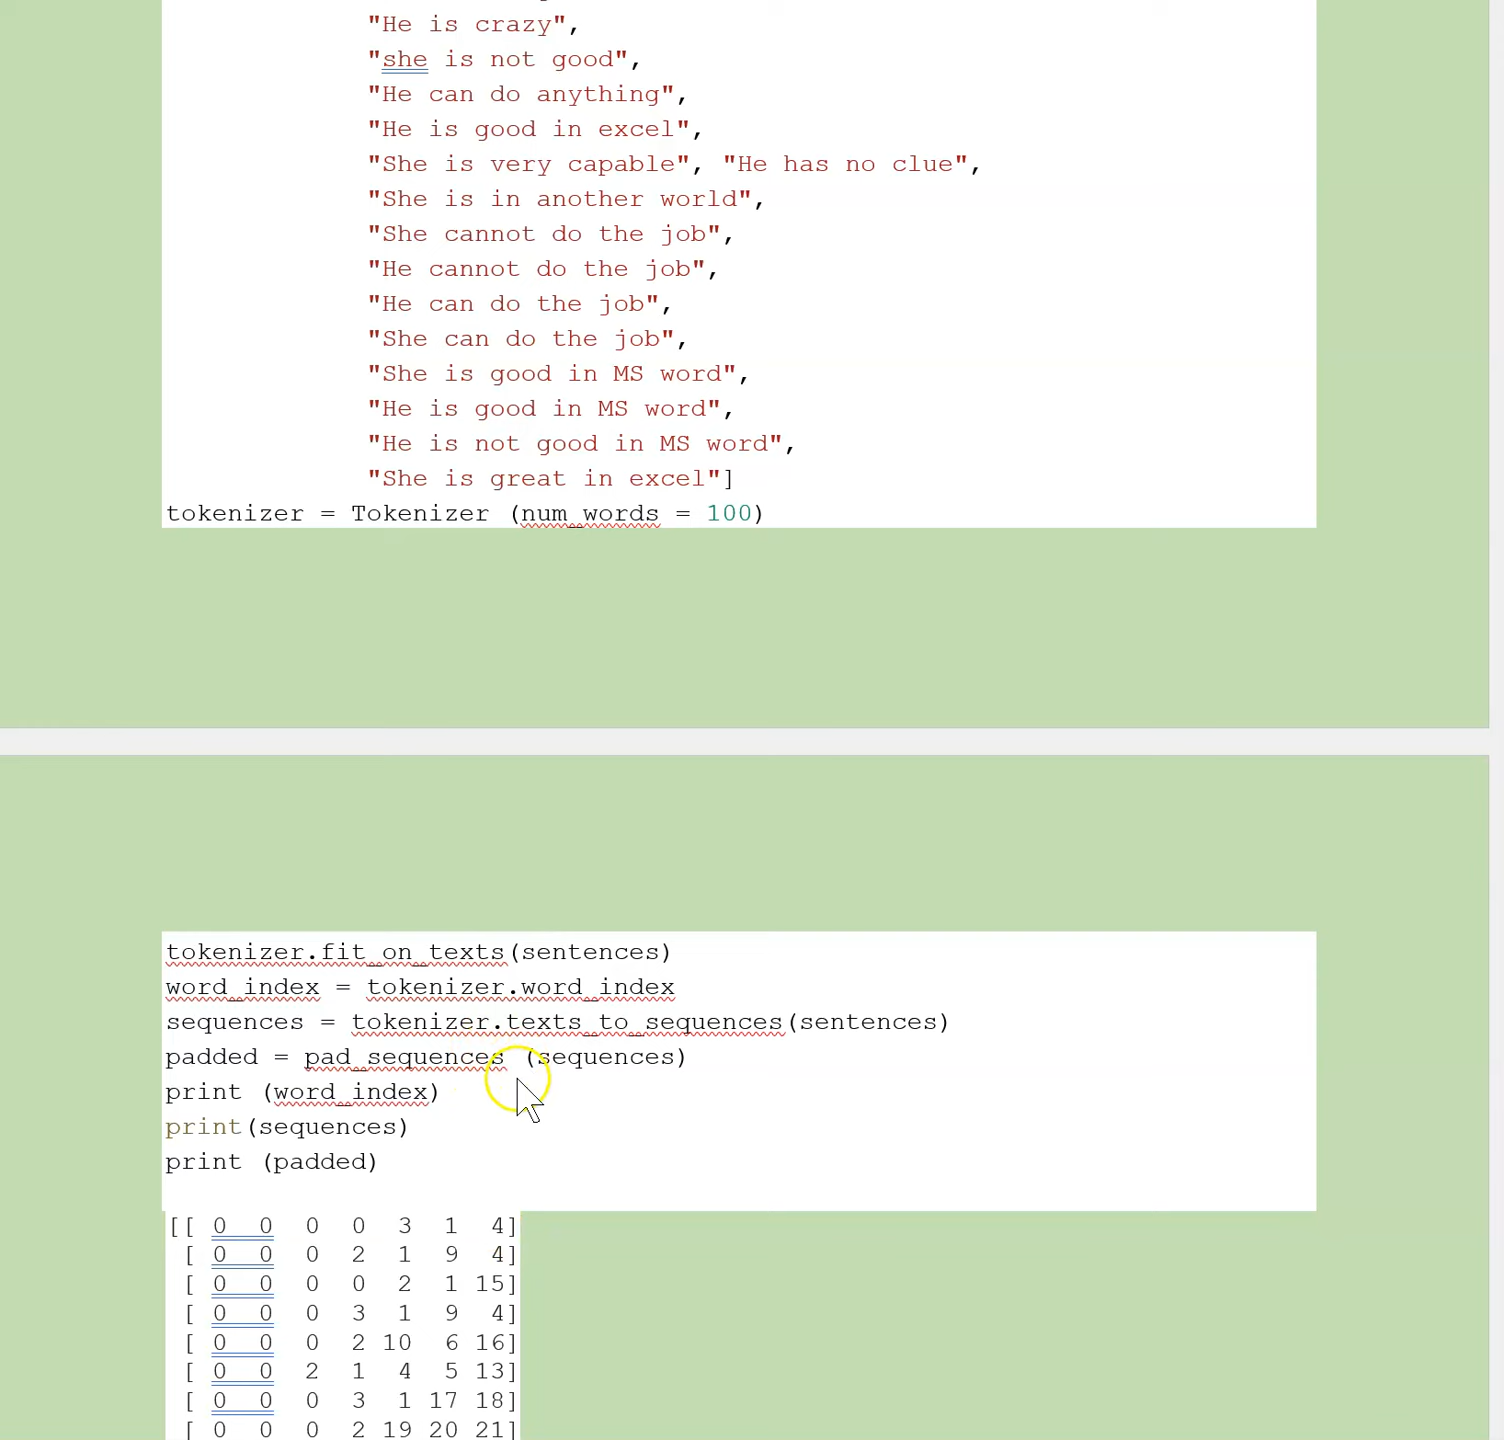 "He is crazy",
"she is not good",
"He can do anything",
"He is good in excel",
"She is very capable", "He has no clue",
"She is in another world",
"She cannot do the job",
"He cannot do the job",
"He can do the job",
"She can do the job",
"She is good in MS word",
"He is good in MS word",
"He is not good in MS word",
"She is great in excel"]
tokenizer = Tokenizer (num_words = 100)
tokenizer.fit_on_texts(sentences)
word_index = tokenizer.word_index
sequences = tokenizer.texts_to_sequences(sentences)
padded = pad_sequences (sequences)
print (word_index)
print(sequences)
print (padded)
[[ 0 0 0 0 3 1 4]
[ 0 0 0 2 1 9 4]
[ 0 0 0 0 2 1 15]
[ 0 0 0 3 1 9 4]
[ 0 0 0 2 10 6 16]
[ 0 0 2 1 4 5 13]
[ 0 0 0 3 1 17 18]
[ 0 0 0 2 19 20 21]